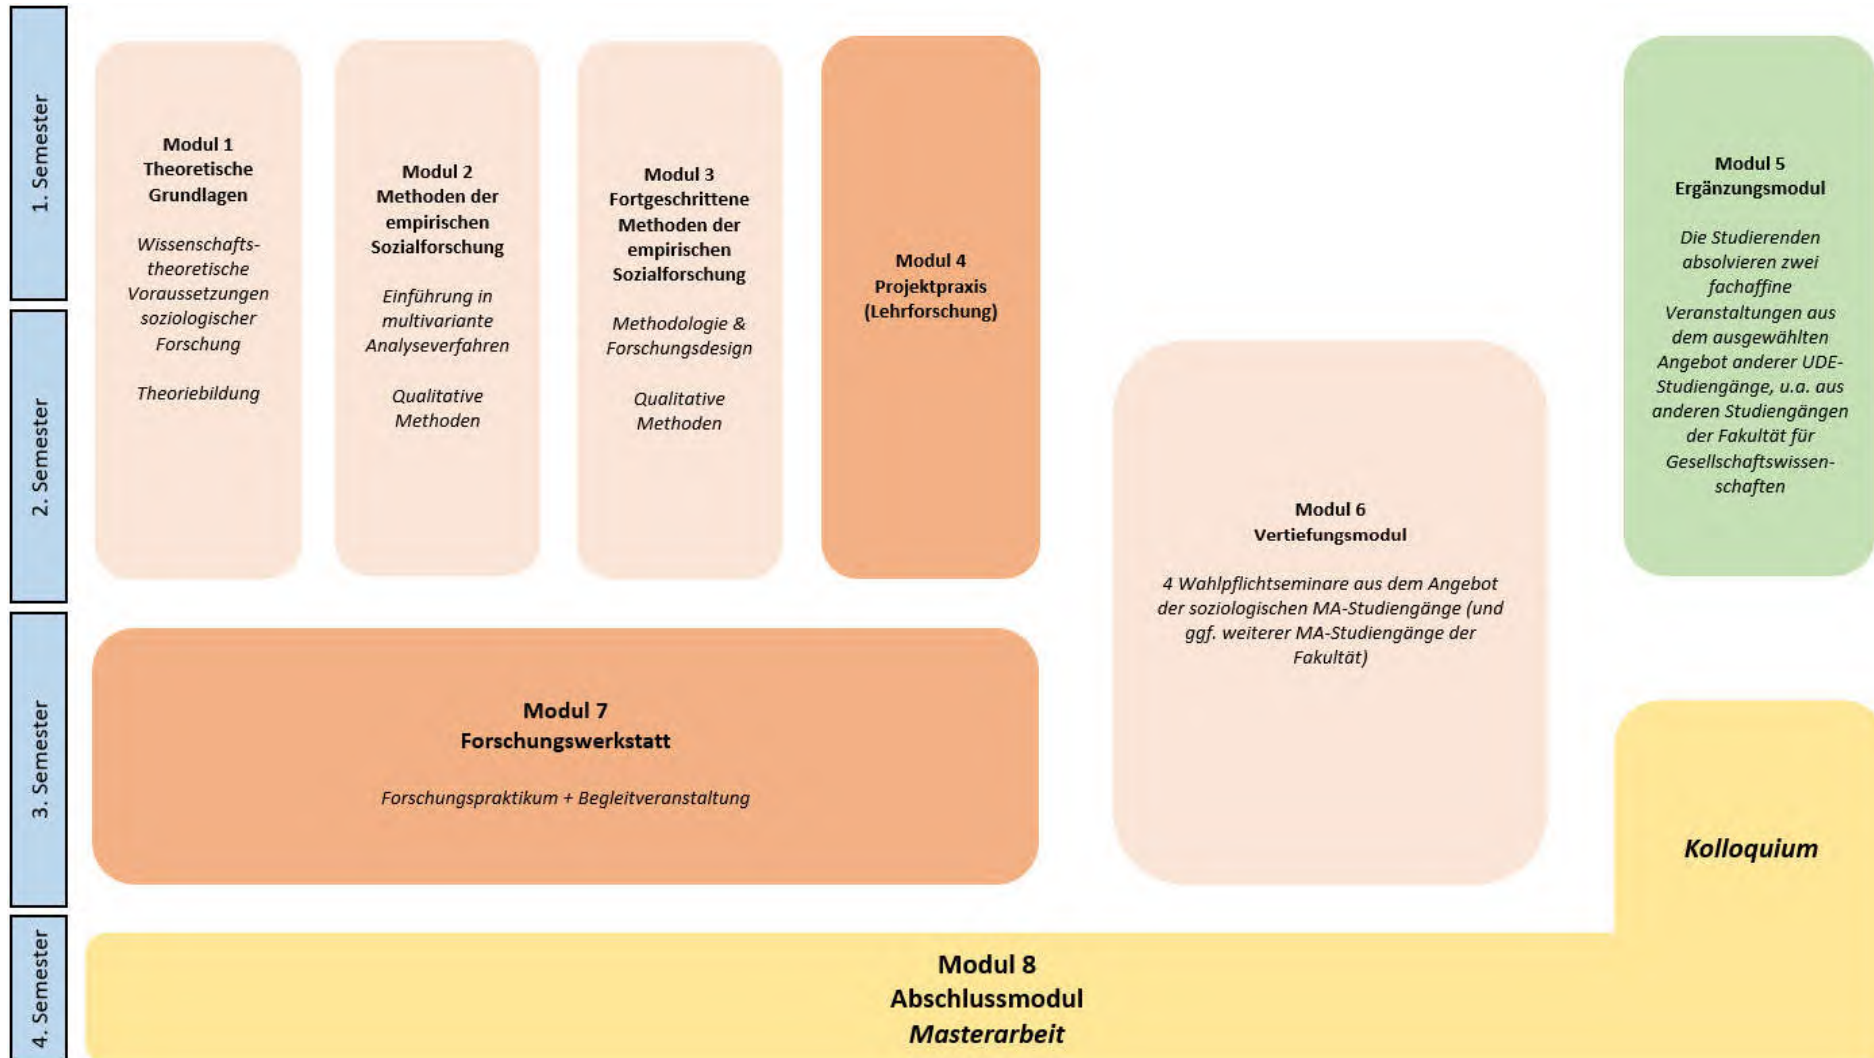 1. Semester
Modul 1
Theoretische
Grundlagen
Wissenschafts-
theoretische
Voraussetzungen
soziologischer
Forschung
Theoriebildung
Modul 2
Methoden der
empirischen
Sozialforschung
Einführung in
multivariante
Analyseverfahren
Qualitative
Methoden
Modul 3
Fortgeschrittene
Methoden der
empirischen
Sozialforschung
Methodologie &
Forschungsdesign
Qualitative
Methoden
Modul 4
Projektpraxis
(Lehrforschung)
Modul 5
Ergänzungsmodul
Die Studierenden
absolvieren zwei
fachaffine
Veranstaltungen aus
dem ausgewählten
Angebot anderer UDE-
Studiengänge, u.a. aus
anderen Studiengängen
der Fakultät für
Gesellschaftswissen-
schaften
2. Semester
Modul 6
Vertiefungsmodul
4 Wahlpflichtseminare aus dem Angebot
der soziologischen MA-Studiengänge (und
ggf. weiterer MA-Studiengänge der
Fakultät)
3. Semester
Modul 7
Forschungswerkstatt
Forschungspraktikum + Begleitveranstaltung
Kolloquium
4. Semester
Modul 8
Abschlussmodul
Masterarbeit